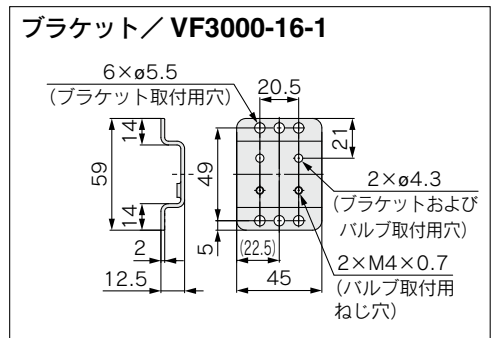 ブラケット／VF3000-16-1
6×ø5.5
（ブラケット取付用穴）
20.5
14
21
59
49
2×ø4.3
（ブラケットおよび
バルブ取付用穴）
14
5
2
(22.5)
2×M4×0.7
（バルブ取付用
ねじ穴）
12.5
45